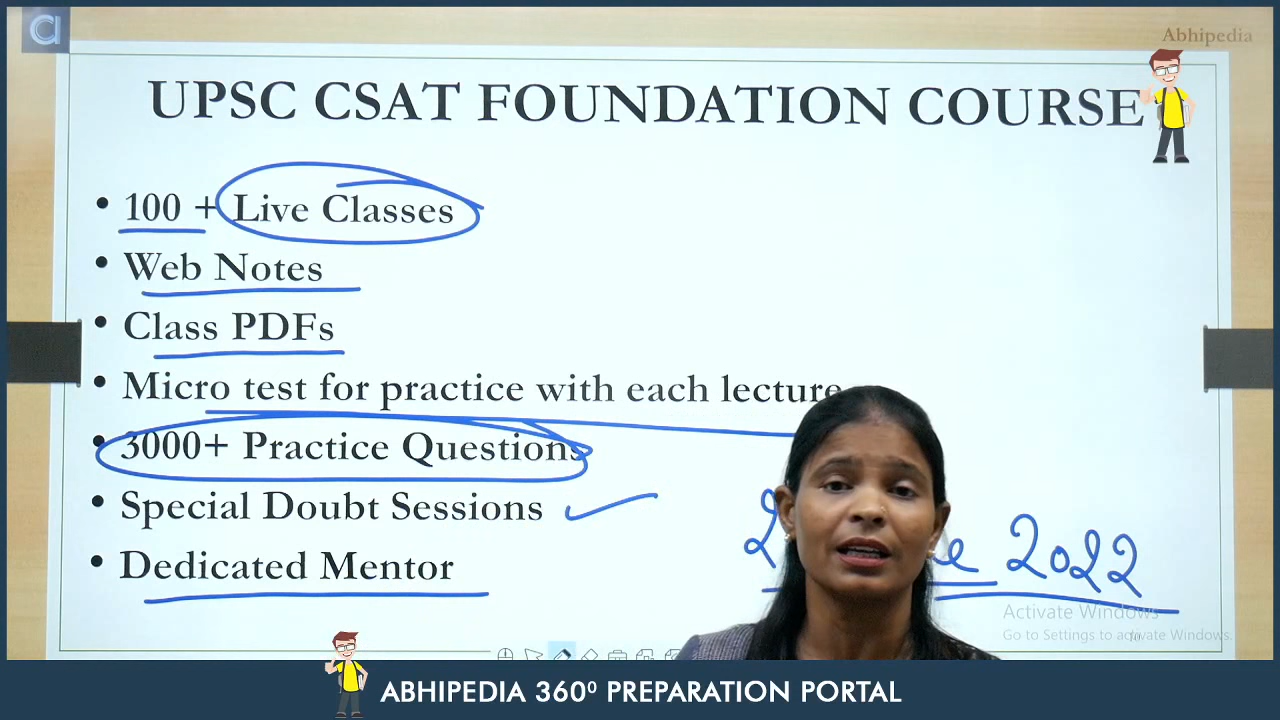 Abhipedia
UPSC CSAT FOUNDATION COURSE
• 100 + Live Classes
• Web Notes
• Class PDFs
• Micro test for practice with each lecture
• 3000+ Practice Questions
• Special Doubt Sessions
• Dedicated Mentor
2022
Activate Windows
Go to Settings to activate Windows.
10
ABHIPEDIA 360⁰ PREPARATION PORTAL